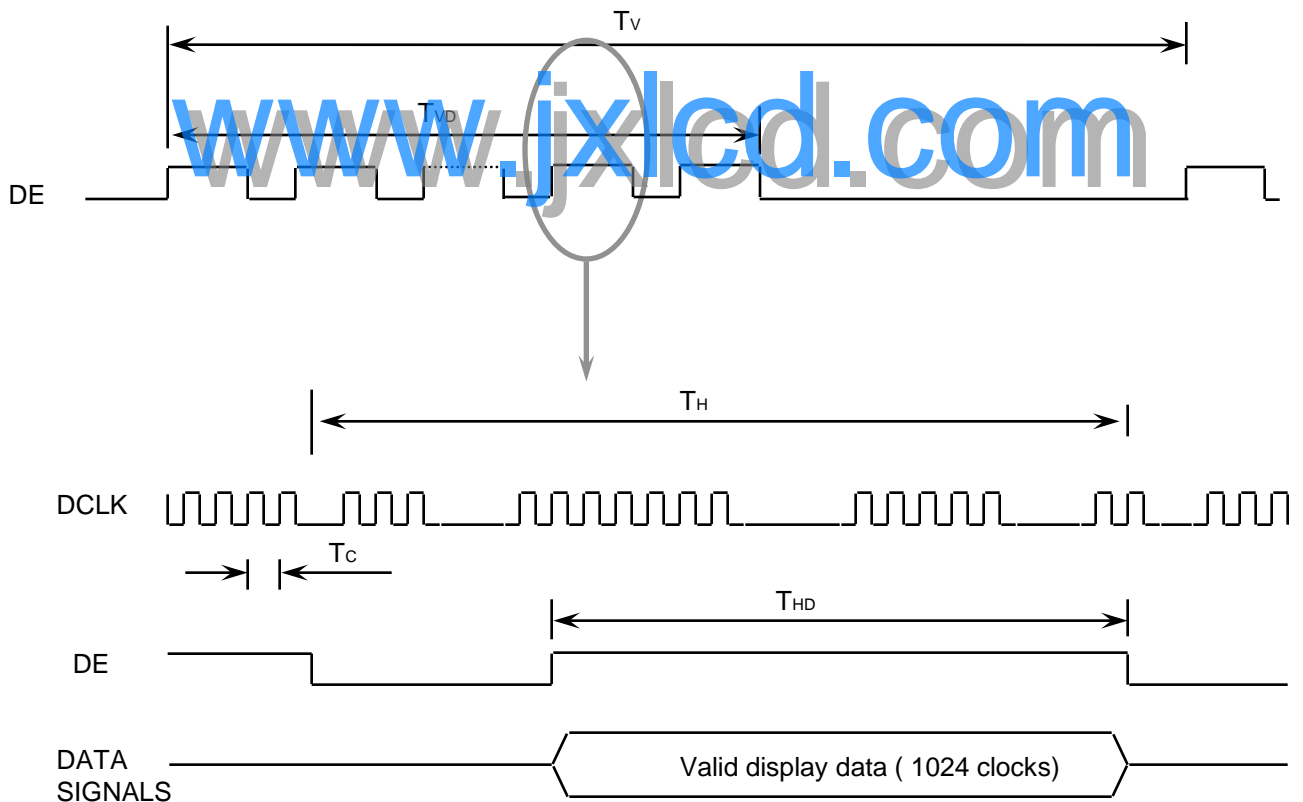 TV
www.jxlcd.com
TVD
DE
TH
DCLK
TC
THD
DE
DATA
SIGNALS
Valid display data ( 1024 clocks)